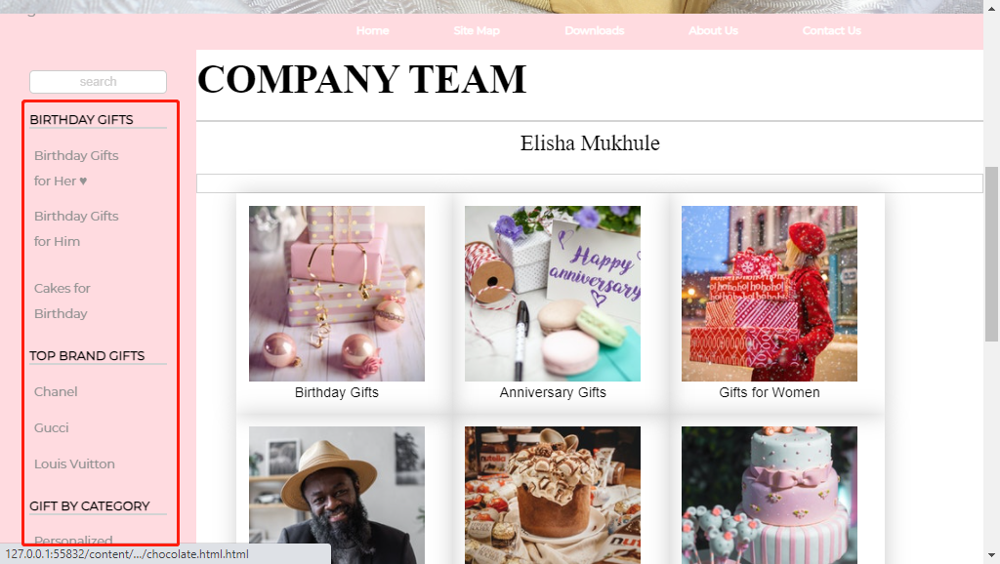 Home Site Map Downloads About Us Contact Us
search
BIRTHDAY GIFTS
Birthday Gifts
for Her ♥
Birthday Gifts
for Him
Cakes for
Birthday
TOP BRAND GIFTS
Chanel
Gucci
Louis Vuitton
GIFT BY CATEGORY
Personalized
COMPANY TEAM
Elisha Mukhule
Happy
anniversary
hohohohoho
nutella
Birthday Gifts
Anniversary Gifts
Gifts for Women
127.0.0.1:55832/content/.../chocolate.html.html